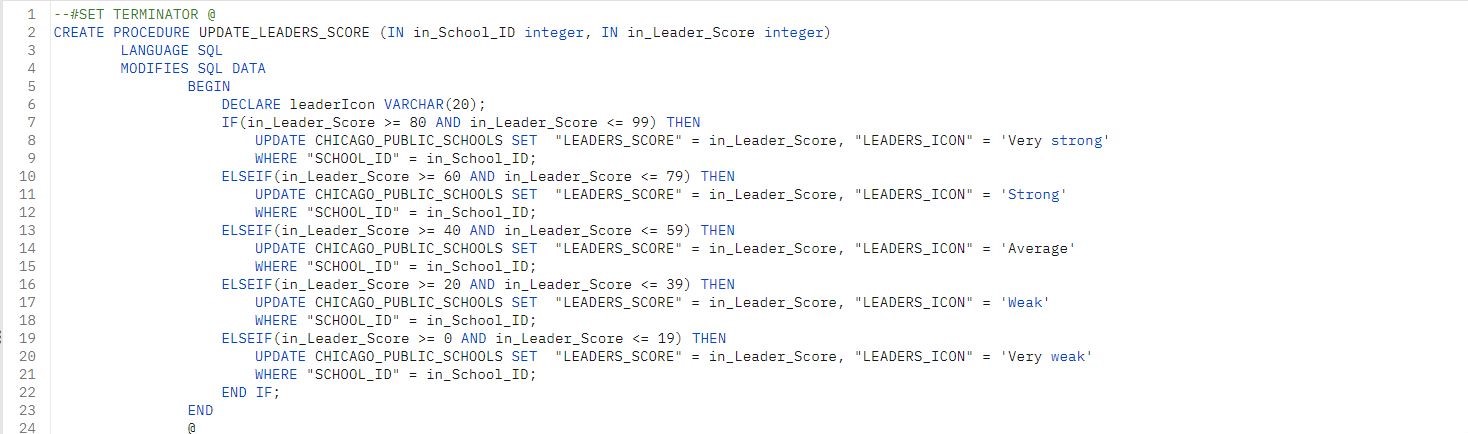 1 --#SET TERMINATOR @
2 CREATE PROCEDURE UPDATE_LEADERS_SCORE (IN in_School_ID integer, IN in_Leader_Score integer)
3 LANGUAGE SQL
4 MODIFIES SQL DATA
5 BEGIN
6 DECLARE leaderIcon VARCHAR(20);
7 IF(in_Leader_Score >= 80 AND in_Leader_Score <= 99) THEN
8 UPDATE CHICAGO_PUBLIC_SCHOOLS SET  "LEADERS_SCORE" = in_Leader_Score, "LEADERS_ICON" = 'Very strong'
9 WHERE "SCHOOL_ID" = in_School_ID;
10 ELSEIF(in_Leader_Score >= 60 AND in_Leader_Score <= 79) THEN
11 UPDATE CHICAGO_PUBLIC_SCHOOLS SET  "LEADERS_SCORE" = in_Leader_Score, "LEADERS_ICON" = 'Strong'
12 WHERE "SCHOOL_ID" = in_School_ID;
13 ELSEIF(in_Leader_Score >= 40 AND in_Leader_Score <= 59) THEN
14 UPDATE CHICAGO_PUBLIC_SCHOOLS SET  "LEADERS_SCORE" = in_Leader_Score, "LEADERS_ICON" = 'Average'
15 WHERE "SCHOOL_ID" = in_School_ID;
16 ELSEIF(in_Leader_Score >= 20 AND in_Leader_Score <= 39) THEN
17 UPDATE CHICAGO_PUBLIC_SCHOOLS SET  "LEADERS_SCORE" = in_Leader_Score, "LEADERS_ICON" = 'Weak'
18 WHERE "SCHOOL_ID" = in_School_ID;
19 ELSEIF(in_Leader_Score >= 0 AND in_Leader_Score <= 19) THEN
20 UPDATE CHICAGO_PUBLIC_SCHOOLS SET  "LEADERS_SCORE" = in_Leader_Score, "LEADERS_ICON" = 'Very weak'
21 WHERE "SCHOOL_ID" = in_School_ID;
22 END IF;
23 END
24 @